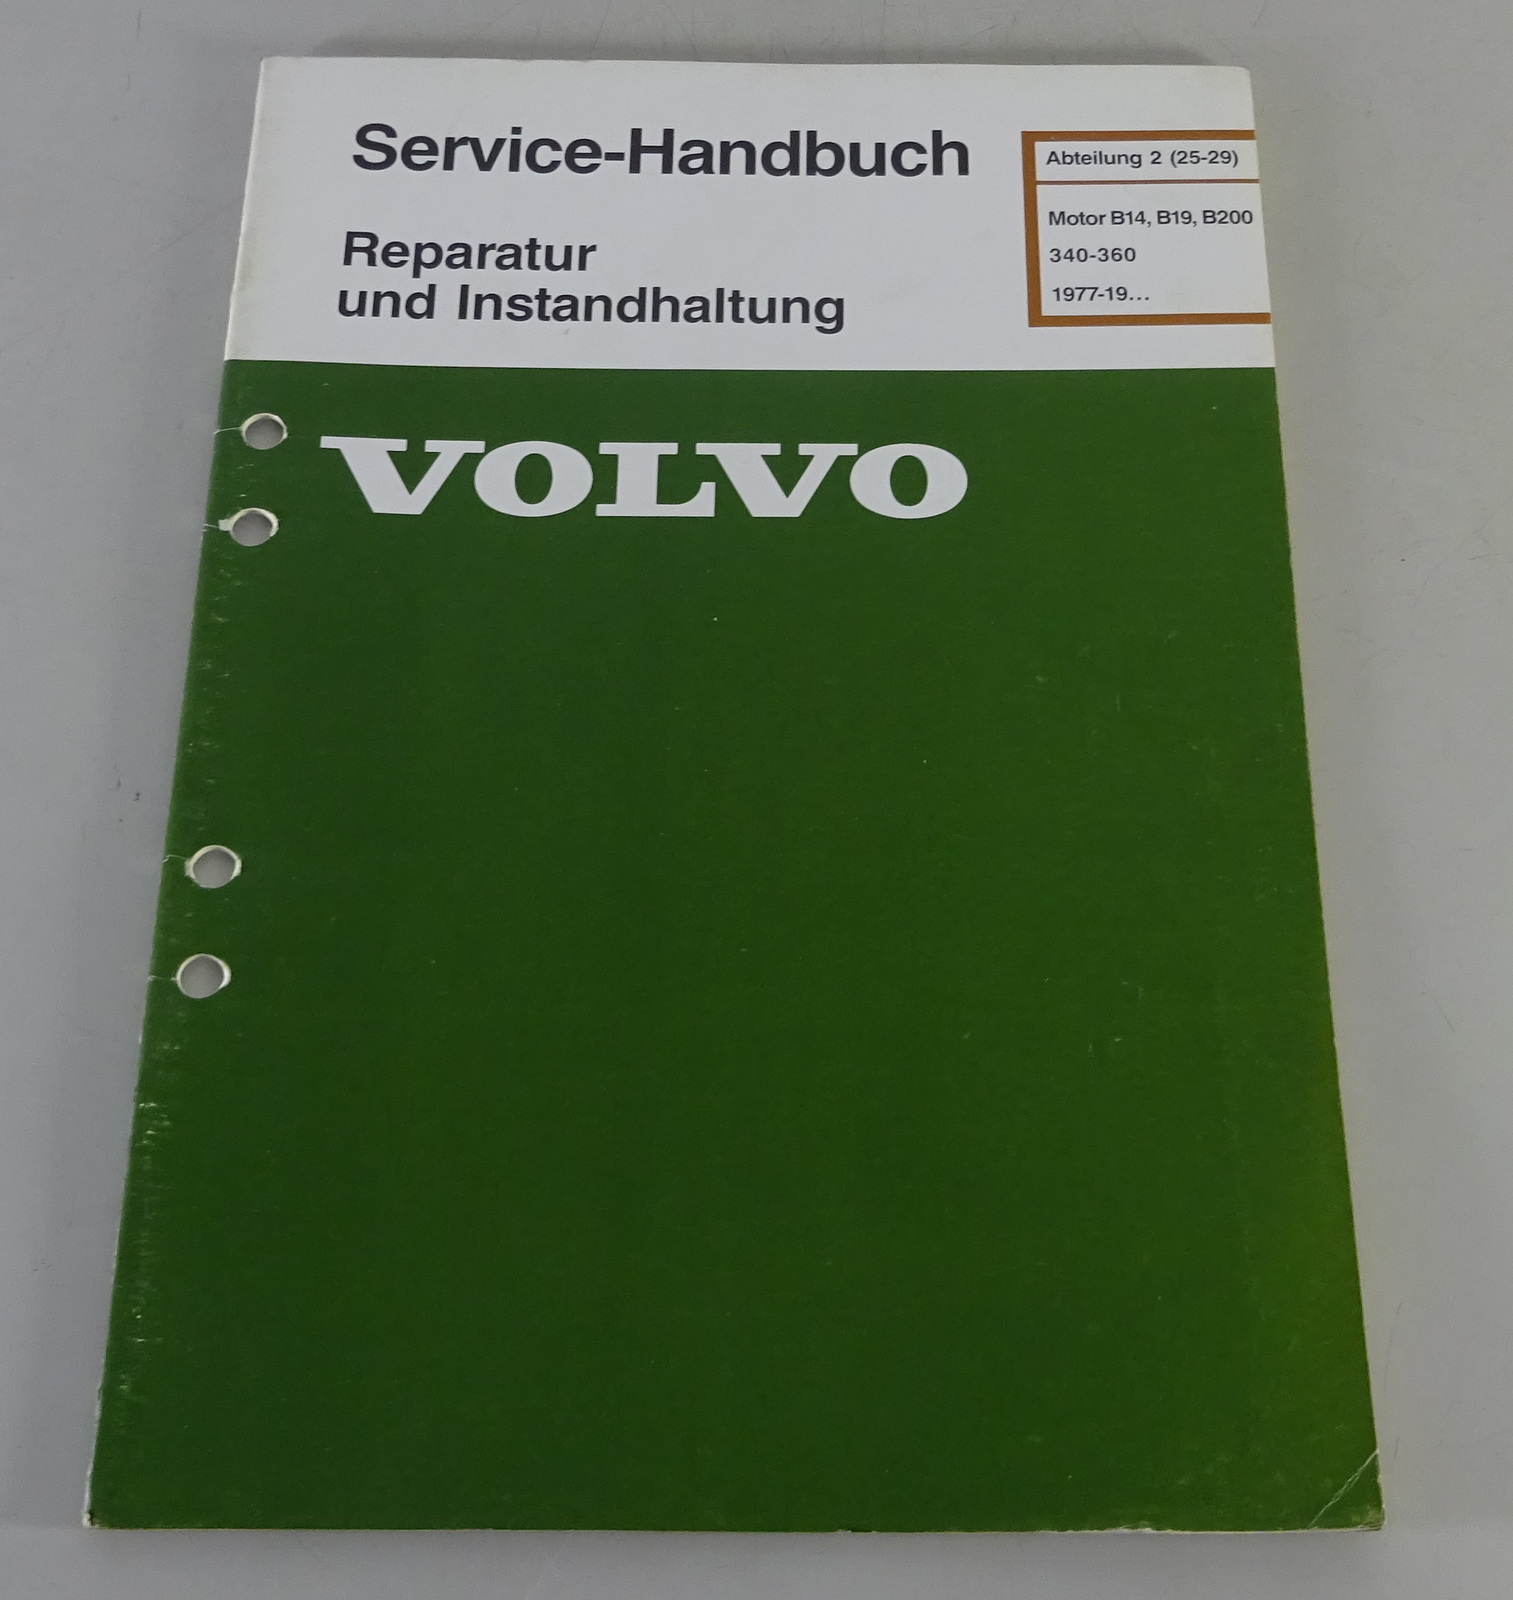 Service-Handbuch
Reparatur
und Instandhaltung
Abteilung 2 (25-29)
Motor B14, B19, B200
340-360
1977-19...
VOLVO